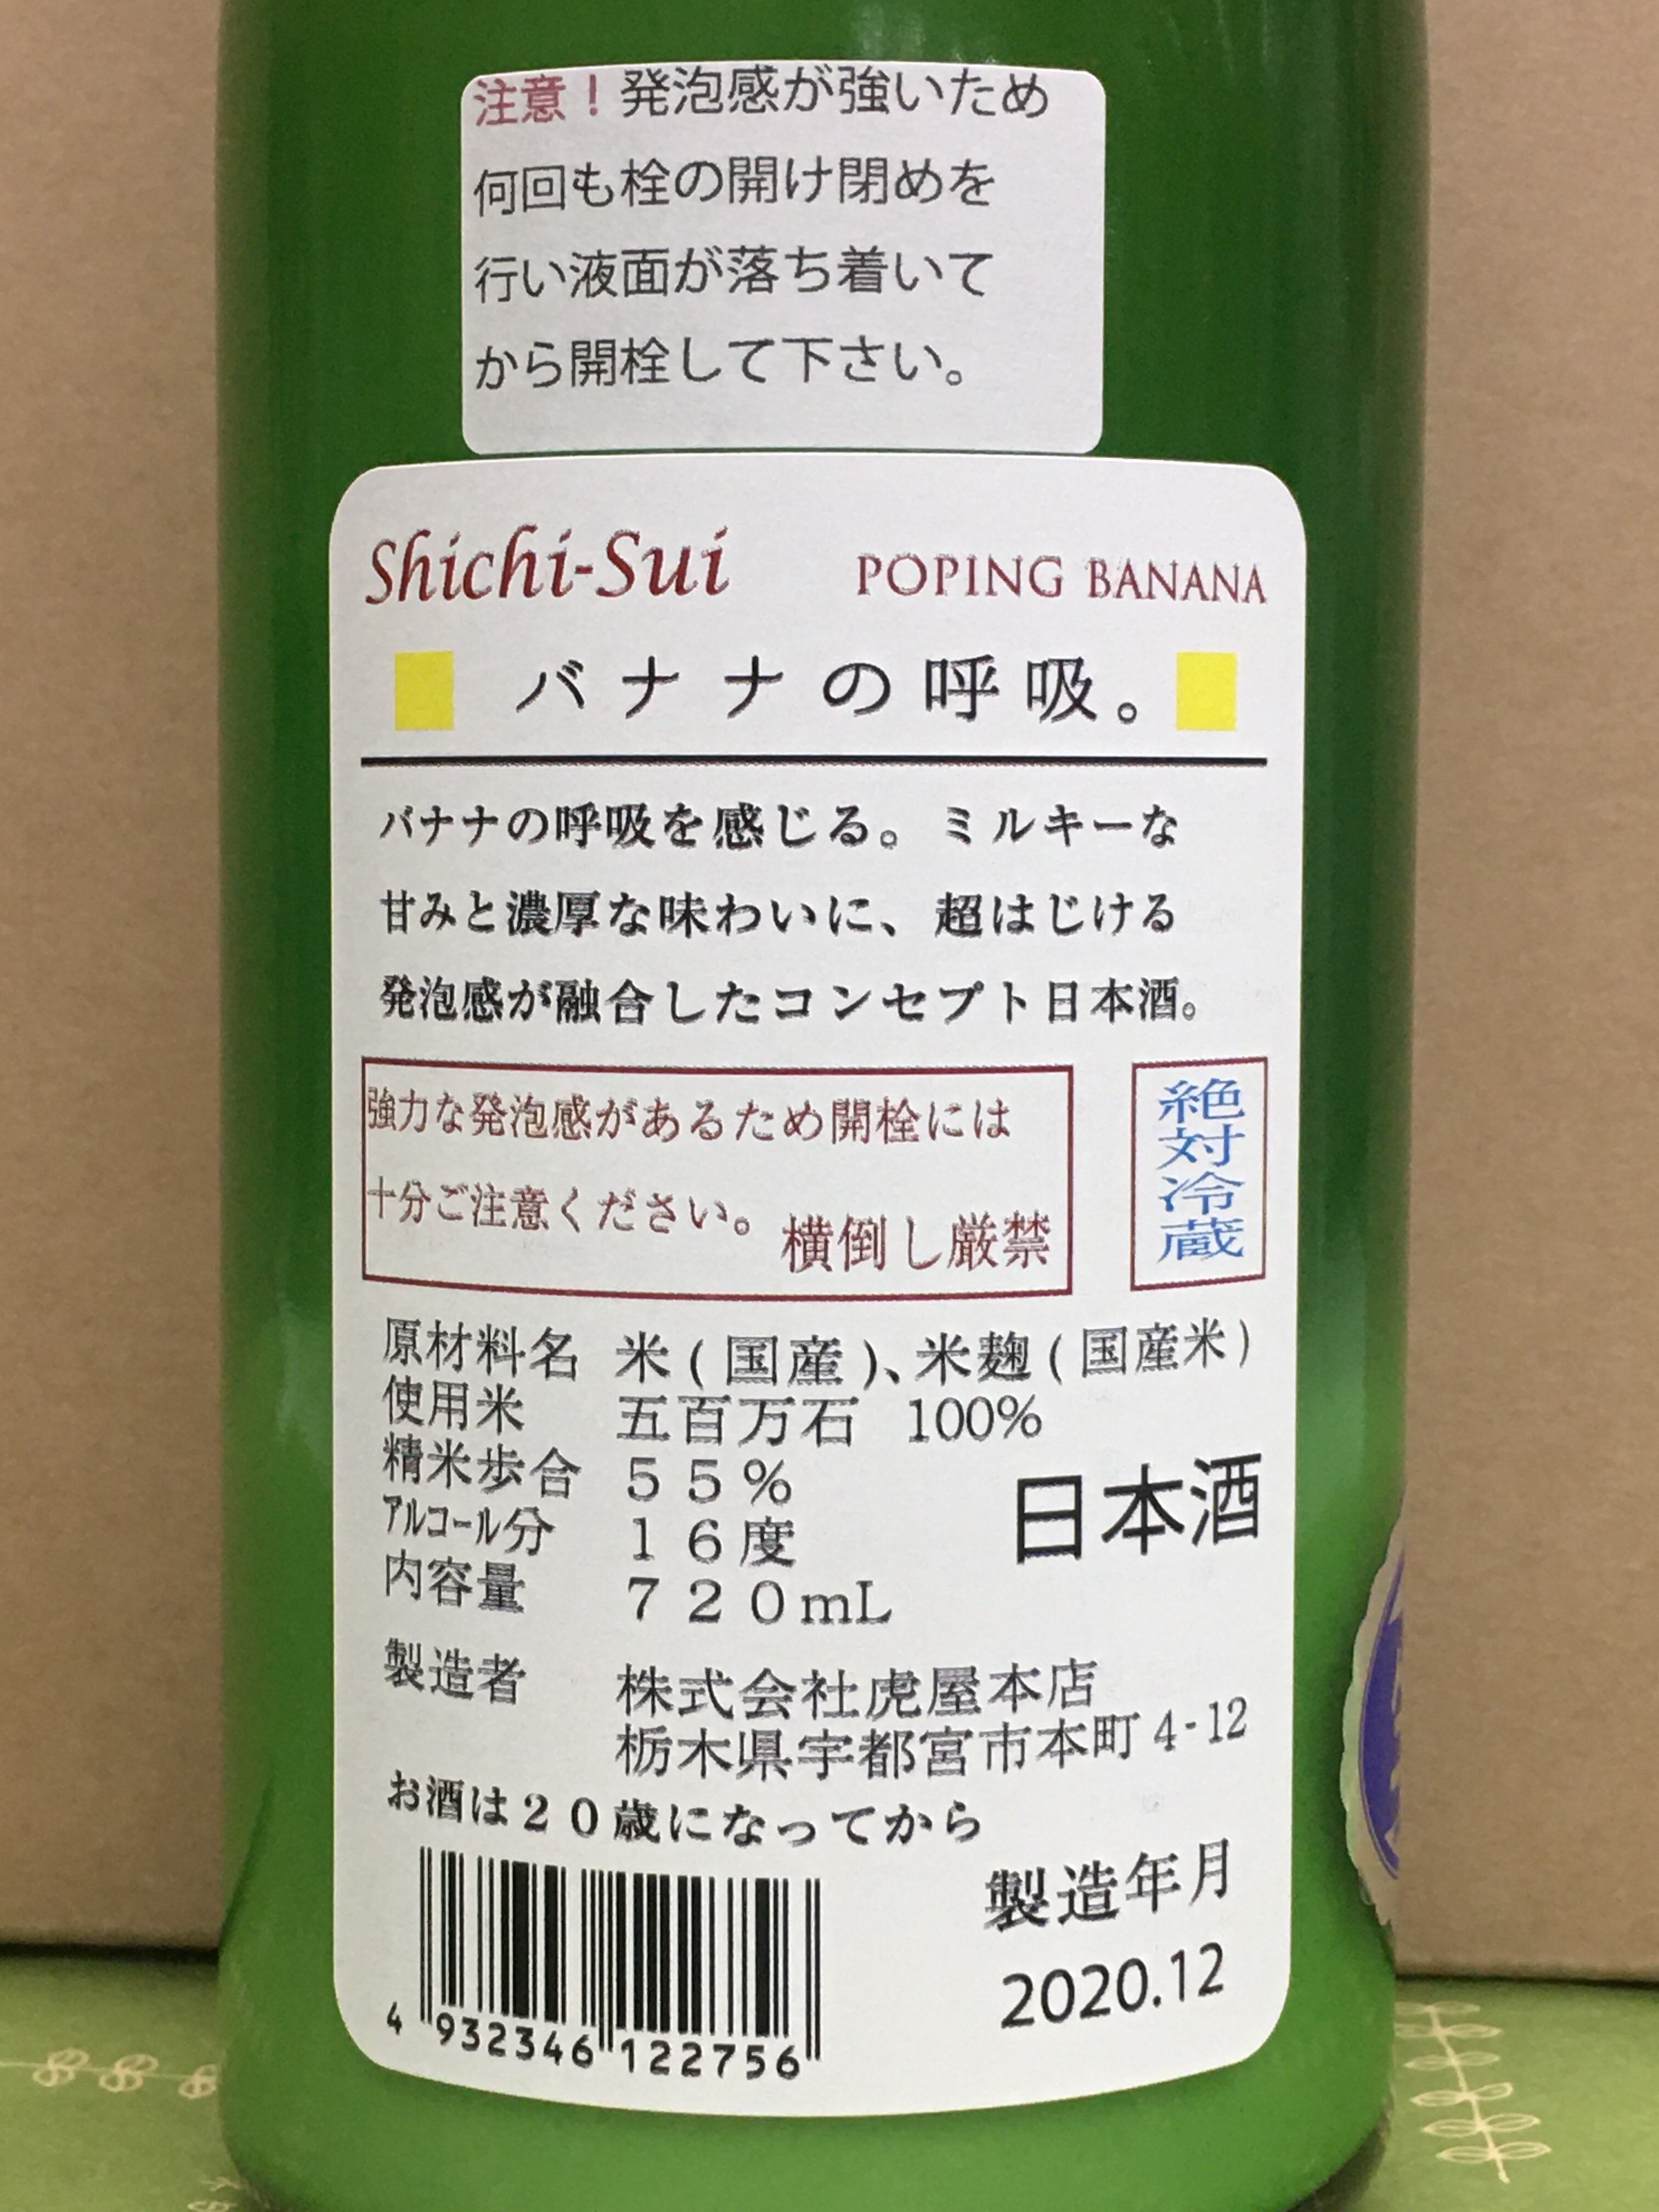 注意！発泡感が強いため
何回も栓の開け閉めを
行い液面が落ち着いて
から開栓して下さい。
Shichi-Sui POPING BANANA
バナナの呼吸。
バナナの呼吸を感じる。ミルキーな
甘みと濃厚な味わいに、超はじける
発泡感が融合したコンセプト日本酒。
強力な発泡感があるため開栓には
十分ご注意ください。横倒し厳禁
絶対冷蔵
原材料名 米(国産)、米麹(国産米)
使用米 五百万石 100%
精米歩合 55%
アルコール分 16度
内容量 720mL
日本酒
製造者 株式会社虎屋本店
栃木県宇都宮市本町4-12
お酒は20歳になってから
製造年月
2020.12
4 932346 122756